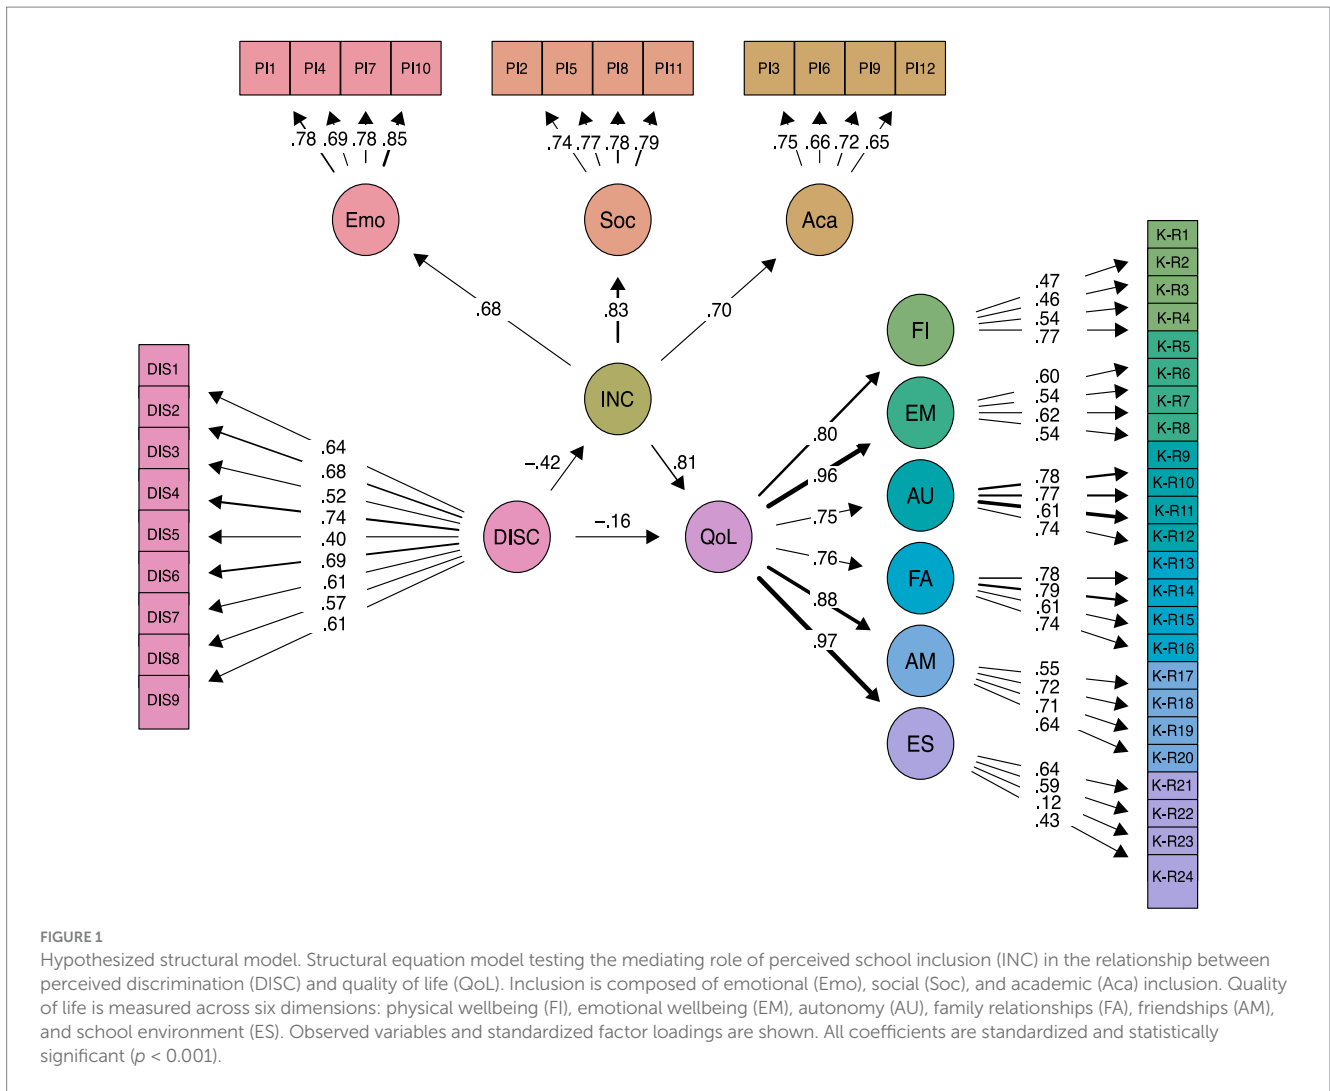 PI1 PI4 PI7 PI10 PI2 PI5 PI8 PI11 PI3 PI6 PI9 PI12
.78 .69 .78 .85 .74 .77 .78 .79 .75 .66 .72 .65
Emo Soc Aca
.68 .83 .70
INC
−.42 .81
DISC −.16 QoL
DIS1
DIS2
DIS3
DIS4
DIS5
DIS6
DIS7
DIS8
DIS9
.64
.68
.52
.74
.40
.69
.61
.57
.61
.80
.96
.75
.76
.88
.97
FI
EM
AU
FA
AM
ES
.47
.46
.54
.77
.60
.54
.62
.54
.78
.77
.61
.74
.78
.79
.61
.74
.55
.72
.71
.64
.64
.59
.12
.43
K-R1
K-R2
K-R3
K-R4
K-R5
K-R6
K-R7
K-R8
K-R9
K-R10
K-R11
K-R12
K-R13
K-R14
K-R15
K-R16
K-R17
K-R18
K-R19
K-R20
K-R21
K-R22
K-R23
K-R24
FIGURE 1
Hypothesized structural model. Structural equation model testing the mediating role of perceived school inclusion (INC) in the relationship between
perceived discrimination (DISC) and quality of life (QoL). Inclusion is composed of emotional (Emo), social (Soc), and academic (Aca) inclusion. Quality
of life is measured across six dimensions: physical wellbeing (FI), emotional wellbeing (EM), autonomy (AU), family relationships (FA), friendships (AM),
and school environment (ES). Observed variables and standardized factor loadings are shown. All coefficients are standardized and statistically
significant (p < 0.001).